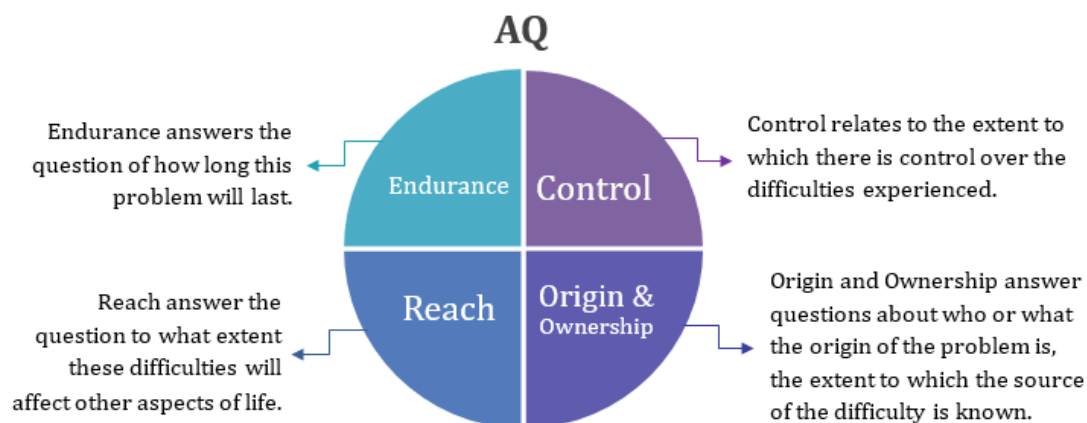 AQ
Endurance answers the
question of how long this
problem will last.
Endurance
Control
Control relates to the extent to
which there is control over the
difficulties experienced.
Reach answer the
question to what extent
these difficulties will
affect other aspects of life.
Reach
Origin &
Ownership
Origin and Ownership answer
questions about who or what
the origin of the problem is,
the extent to which the source
of the difficulty is known.